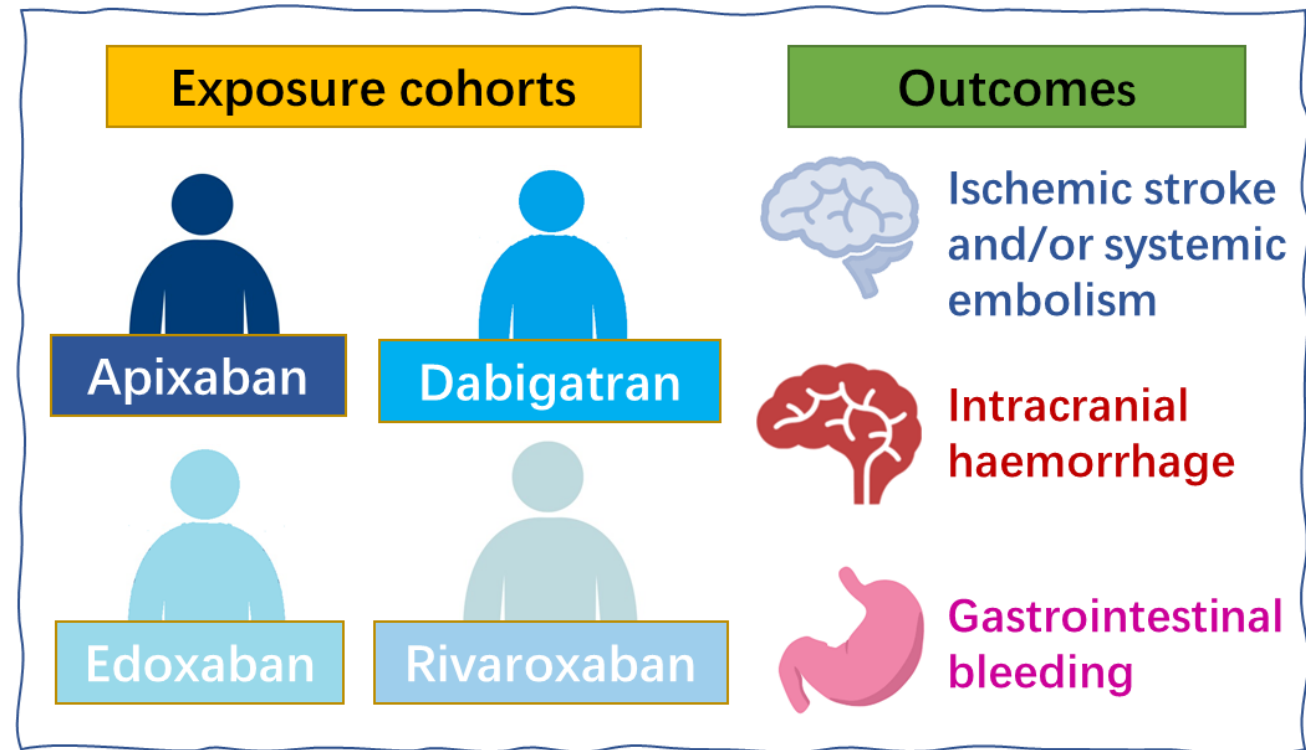 Exposure cohorts
Apixaban
Dabigatran
Edoxaban
Rivaroxaban
Outcomes
Ischemic stroke
and/or systemic
embolism
Intracranial
haemorrhage
Gastrointestinal
bleeding